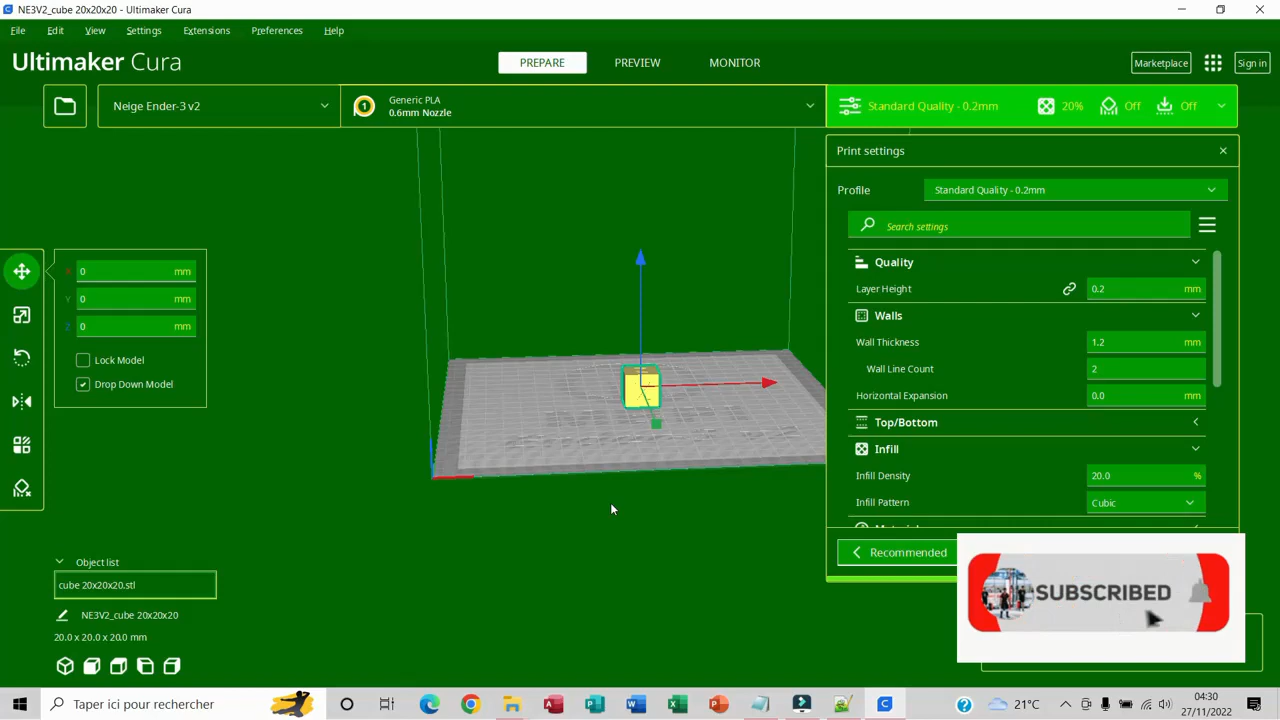 NE3V2_cube 20x20x20 - Ultimaker Cura
File Edit View Settings Extensions Preferences Help
Ultimaker Cura
PREPARE PREVIEW MONITOR
Marketplace Sign in
Neige Ender-3 v2
1
Generic PLA
0.6mm Nozzle
Standard Quality - 0.2mm 20% Off Off
Print settings
Profile Standard Quality - 0.2mm
Search settings
Quality
Layer Height 0.2 mm
Walls
Wall Thickness 1.2 mm
Wall Line Count 2
Horizontal Expansion 0.0 mm
Top/Bottom
Infill
Infill Density 20.0 %
Infill Pattern Cubic
Recommended
X 0 mm
Y 0 mm
Z 0 mm
Lock Model
Drop Down Model
Object list
cube 20x20x20.stl
NE3V2_cube 20x20x20
20.0 x 20.0 x 20.0 mm
SUBSCRIBED
Taper ici pour rechercher
21°C
04:30
27/11/2022